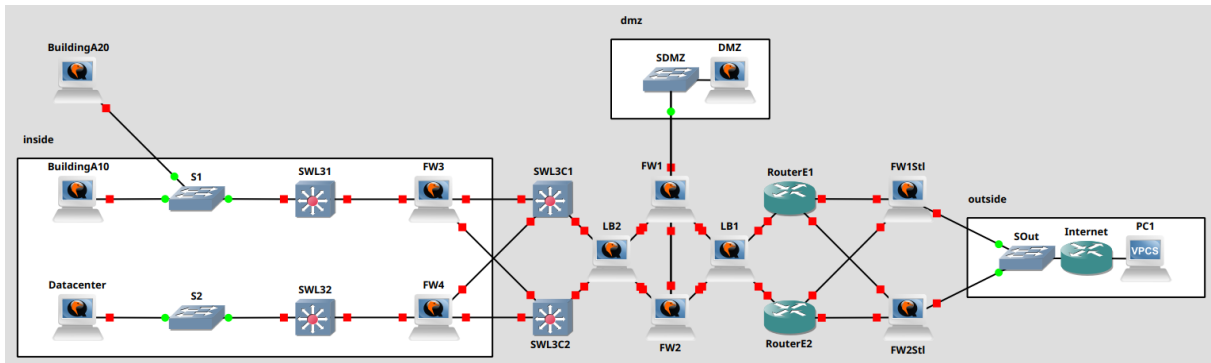 dmz
BuildingA20
SDMZ
DMZ
inside
BuildingA10
S1
SWL31
FW3
SWL3C1
FW1
RouterE1
FW1Stl
outside
LB2
LB1
SOut
Internet
PC1
VPCS
Datacenter
S2
SWL32
FW4
SWL3C2
FW2
RouterE2
FW2Stl